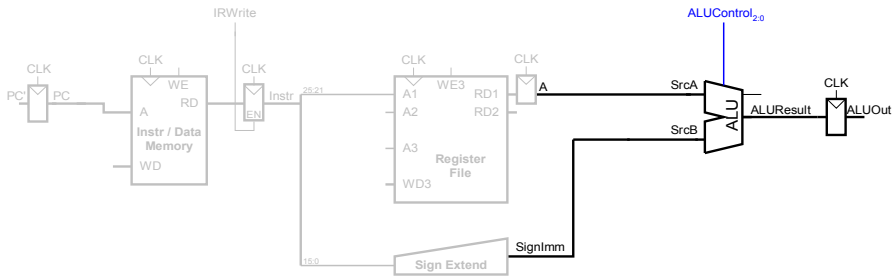 IRWrite
ALUControl2:0
CLK
CLK
CLK
CLK
CLK
CLK
PC'
PC
A
WE
RD
Instr / Data
Memory
WD
EN
Instr
25:21
A1
A2
A3
WD3
WE3
RD1
RD2
Register
File
A
SrcA
SrcB
ALU
ALUResult
ALUOut
SignImm
15:0
Sign Extend